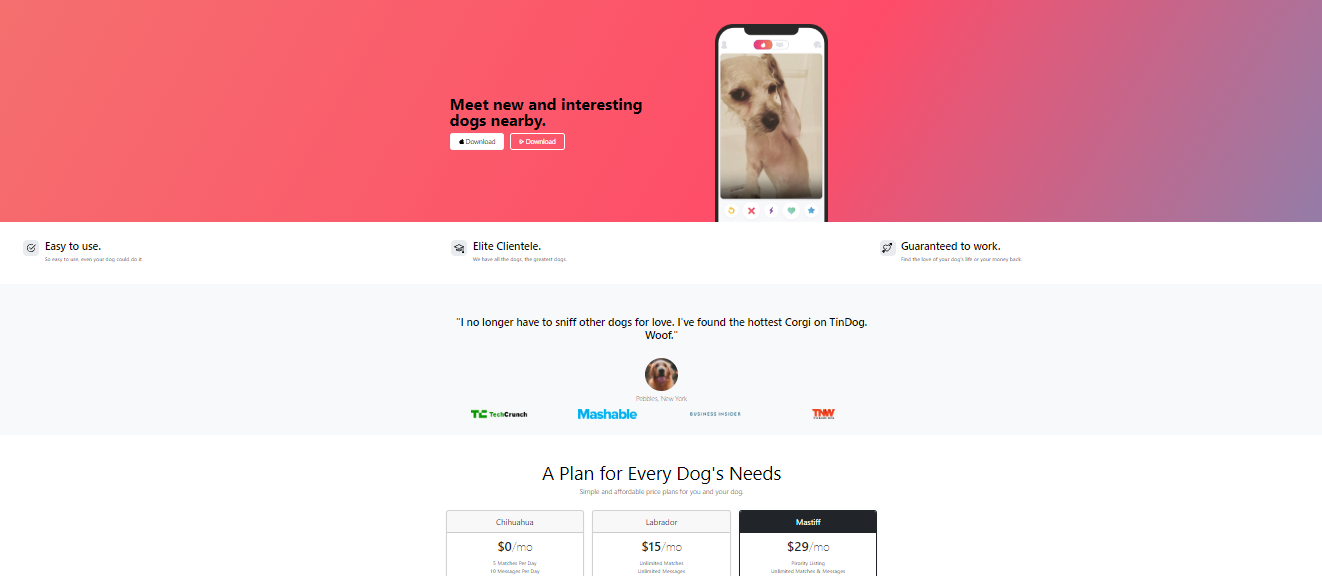 Meet new and interesting
dogs nearby.
Download
Download
Easy to use.
So easy to use, even your dog could do it.
Elite Clientele.
We have all the dogs, the greatest dogs.
Guaranteed to work.
Find the love of your dog's life or your money back.
"I no longer have to sniff other dogs for love. I've found the hottest Corgi on TinDog.
Woof."
Pebbles, New York
TC TechCrunch
Mashable
BUSINESS INSIDER
TNW
A Plan for Every Dog's Needs
Simple and affordable price plans for you and your dog.
Chihuahua
Labrador
Mastiff
$0/mo
$15/mo
$29/mo
5 Matches Per Day
Unlimited Matches
Priority Listing
10 Messages Per Day
Unlimited Messages
Unlimited Matches & Messages